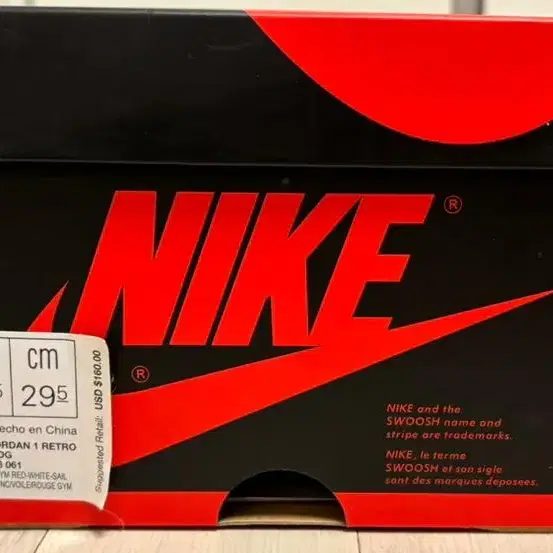 NIKE®
®
cm
29⁵
echo en China
RDAN 1 RETRO
OG
061
YM RED-WHITE-SAIL
NC/VOILE/ROUGE GYM
Suggested Retail: USD $160.00
NIKE and the
SWOOSH name and
stripe are trademarks.
NIKE, le terme
SWOOSH et son sigle
sont des marques deposees.